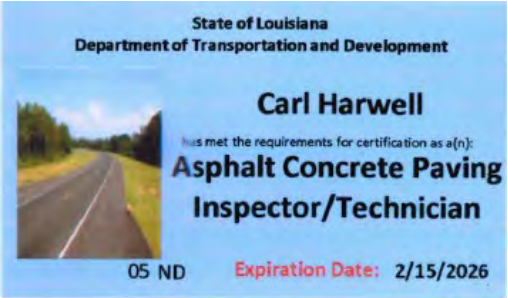 State of Louisiana
Department of Transportation and Development
Carl Harwell
has met the requirements for certification as a(n):
Asphalt Concrete Paving
Inspector/Technician
05 ND Expiration Date: 2/15/2026